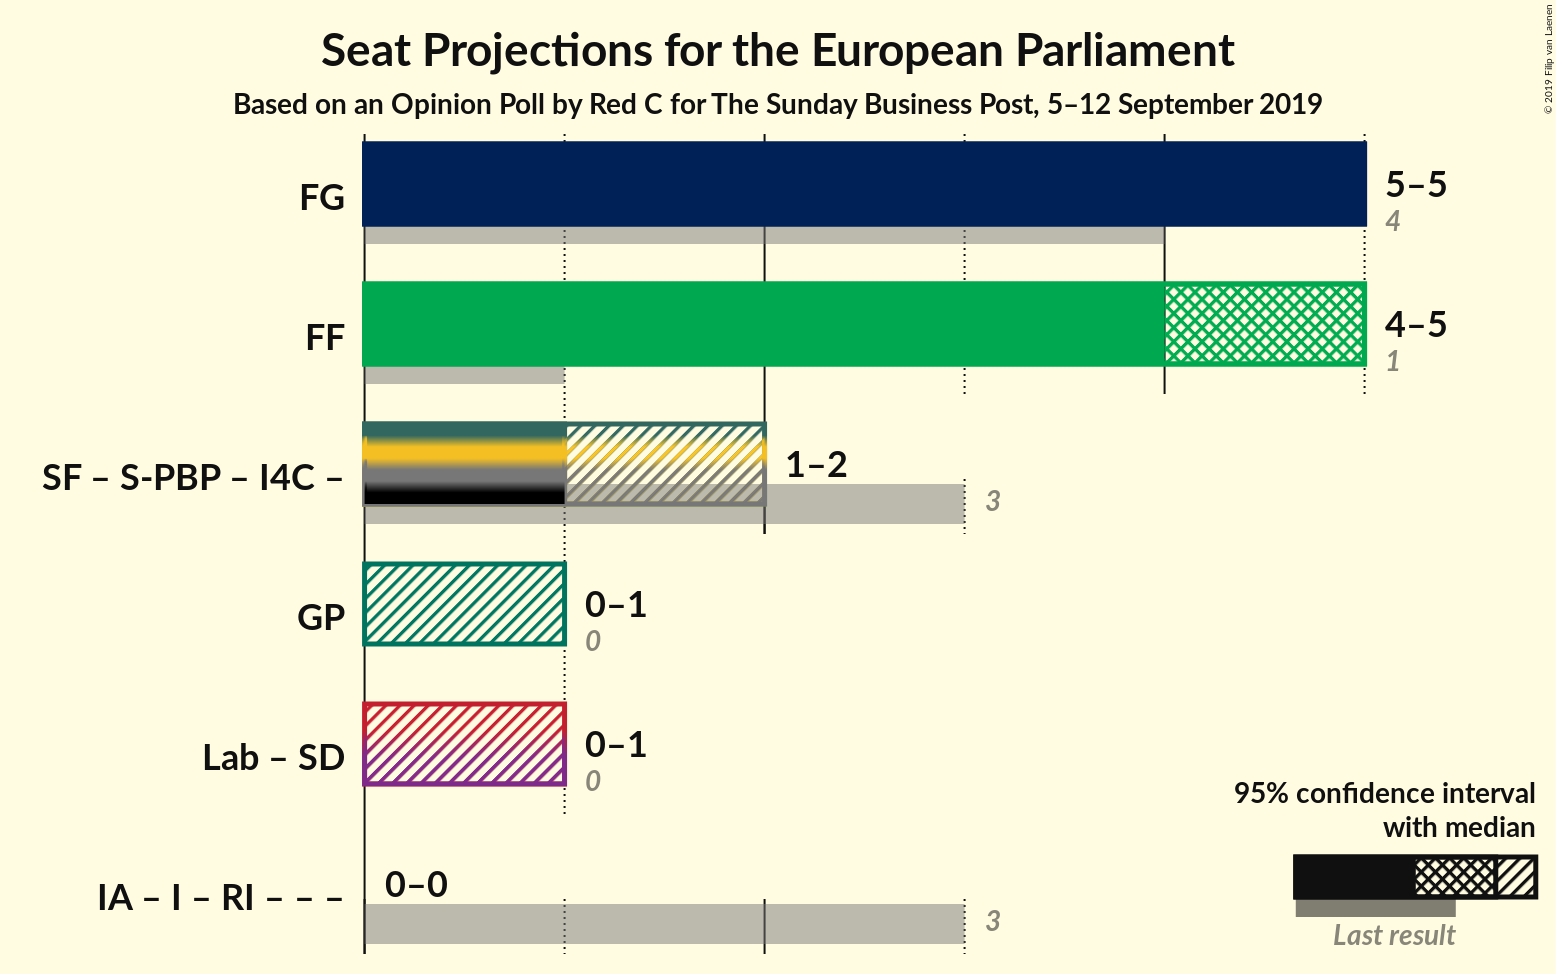 Seat Projections for the European Parliament
Based on an Opinion Poll by Red C for The Sunday Business Post, 5–12 September 2019
© 2019 Filip van Laenen
FG
5–5
4
FF
4–5
1
SF – S-PBP – I4C –
1–2
3
GP
0–1
0
Lab – SD
0–1
0
IA – I – RI – – –
0–0
3
95% confidence interval
with median
Last result